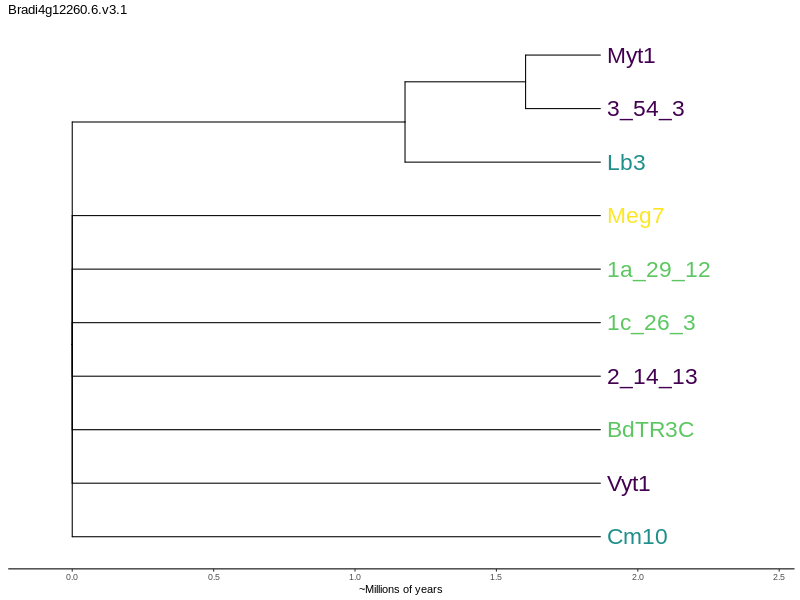 Bradi4g12260.6.v3.1
Myt1
3_54_3
Lb3
Meg7
1a_29_12
1c_26_3
2_14_13
BdTR3C
Vyt1
Cm10
0.0 0.5 1.0 1.5 2.0 2.5
~Millions of years